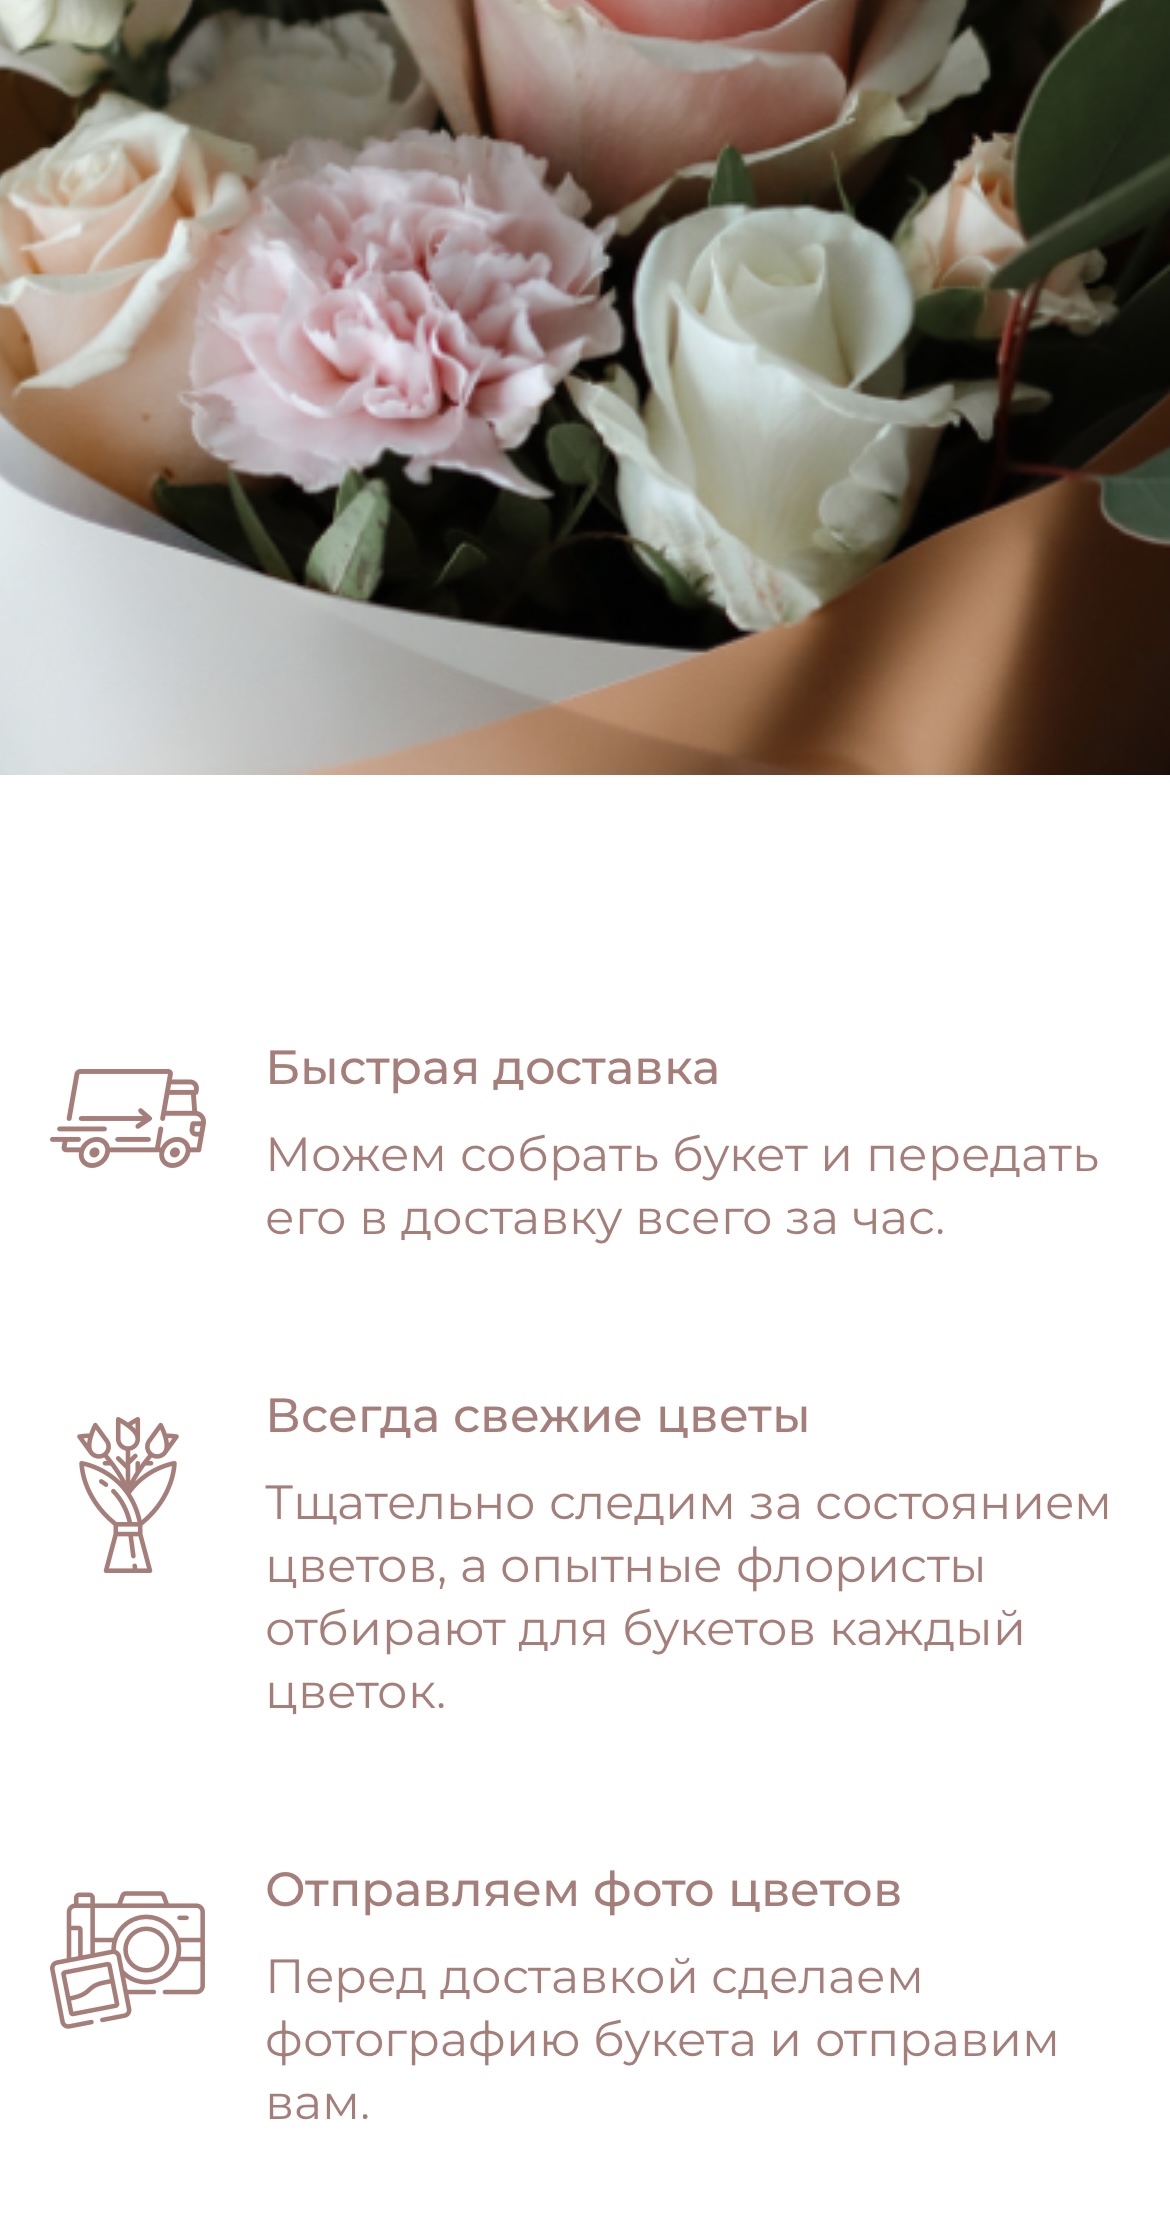 Быстрая доставка
Можем собрать букет и передать
его в доставку всего за час.
Всегда свежие цветы
Тщательно следим за состоянием
цветов, а опытные флористы
отбирают для букетов каждый
цветок.
Отправляем фото цветов
Перед доставкой сделаем
фотографию букета и отправим
вам.